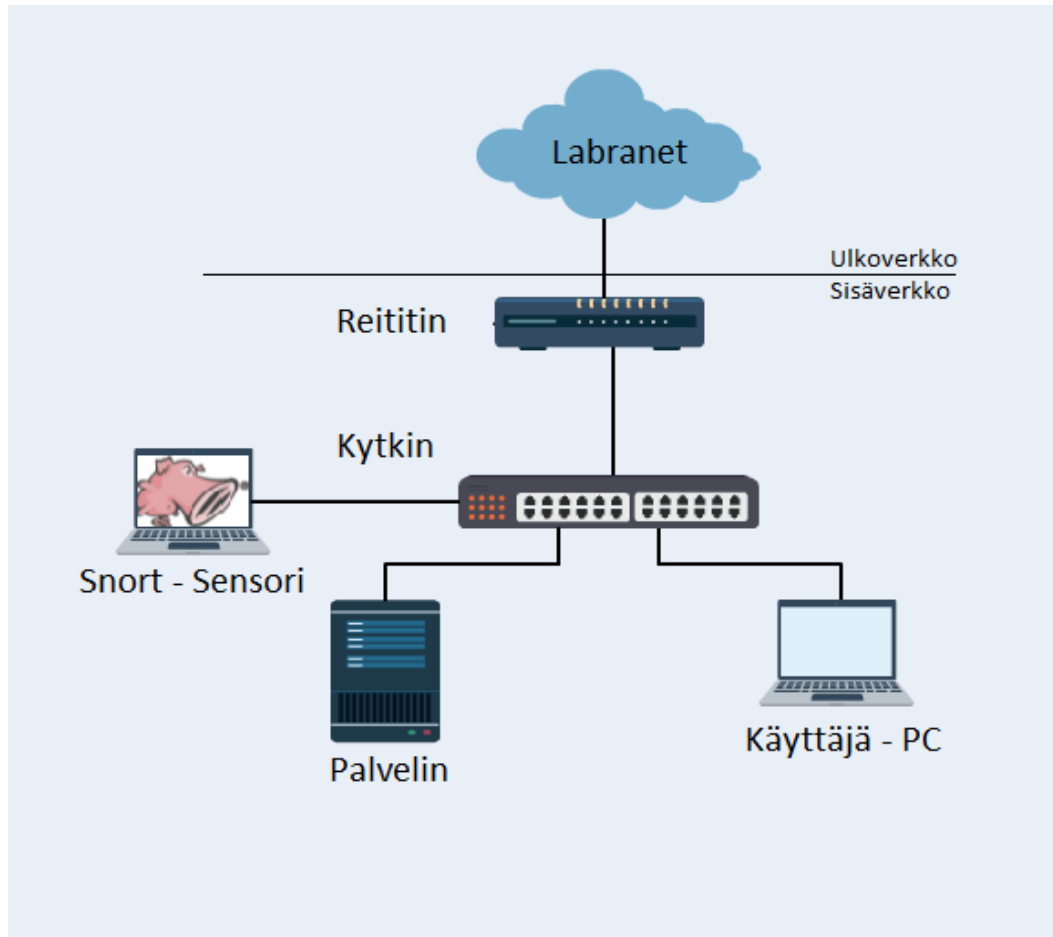 Labranet
Ulkoverkko
Sisäverkko
Reititin
Kytkin
Snort - Sensori
Palvelin
Käyttäjä - PC